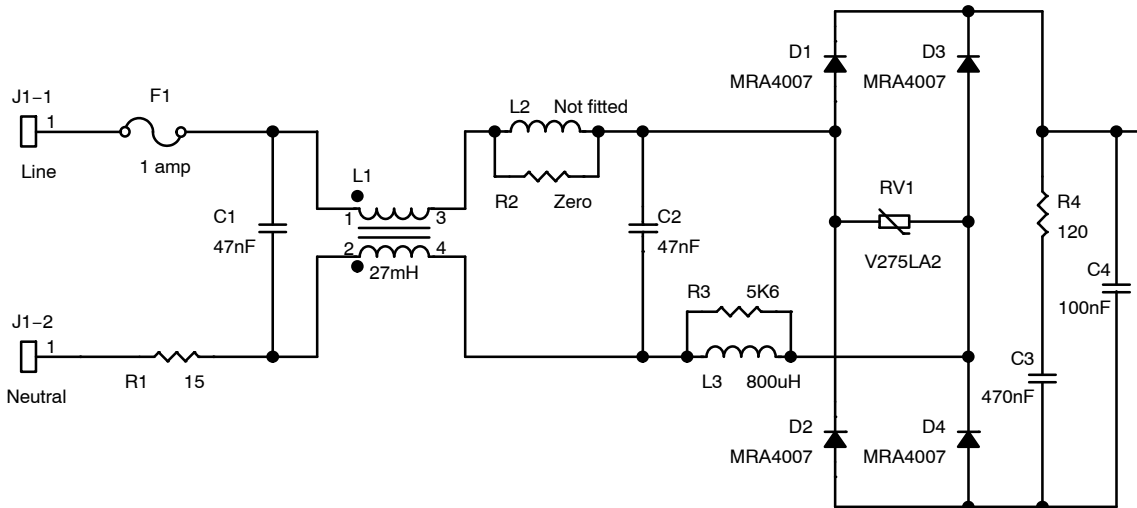 D1
MRA4007
D3
MRA4007
J1-1
1
Line
F1
1 amp
L2 Not fitted
R2 Zero
L1
1 3
2 4
27mH
C1
47nF
C2
47nF
RV1
V275LA2
R4
120
C4
100nF
R3 5K6
L3 800uH
C3
470nF
J1-2
1
Neutral
R1 15
D2
MRA4007
D4
MRA4007